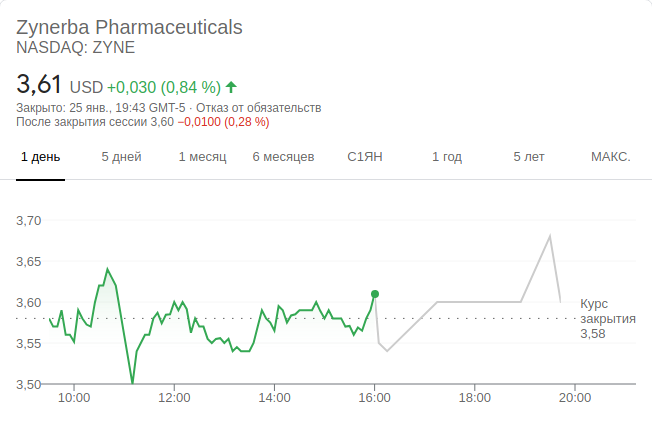 Zynerba Pharmaceuticals
NASDAQ: ZYNE
3,61 USD +0,030 (0,84 %)
Закрыто: 25 янв., 19:43 GMT-5 · Отказ от обязательств
После закрытия сессии 3,60 −0,0100 (0,28 %)
1 день 5 дней 1 месяц 6 месяцев С1ЯН 1 год 5 лет МАКС.
3,70
3,65
3,60
3,55
3,50
Курс
закрытия
3,58
10:00 12:00 14:00 16:00 18:00 20:00